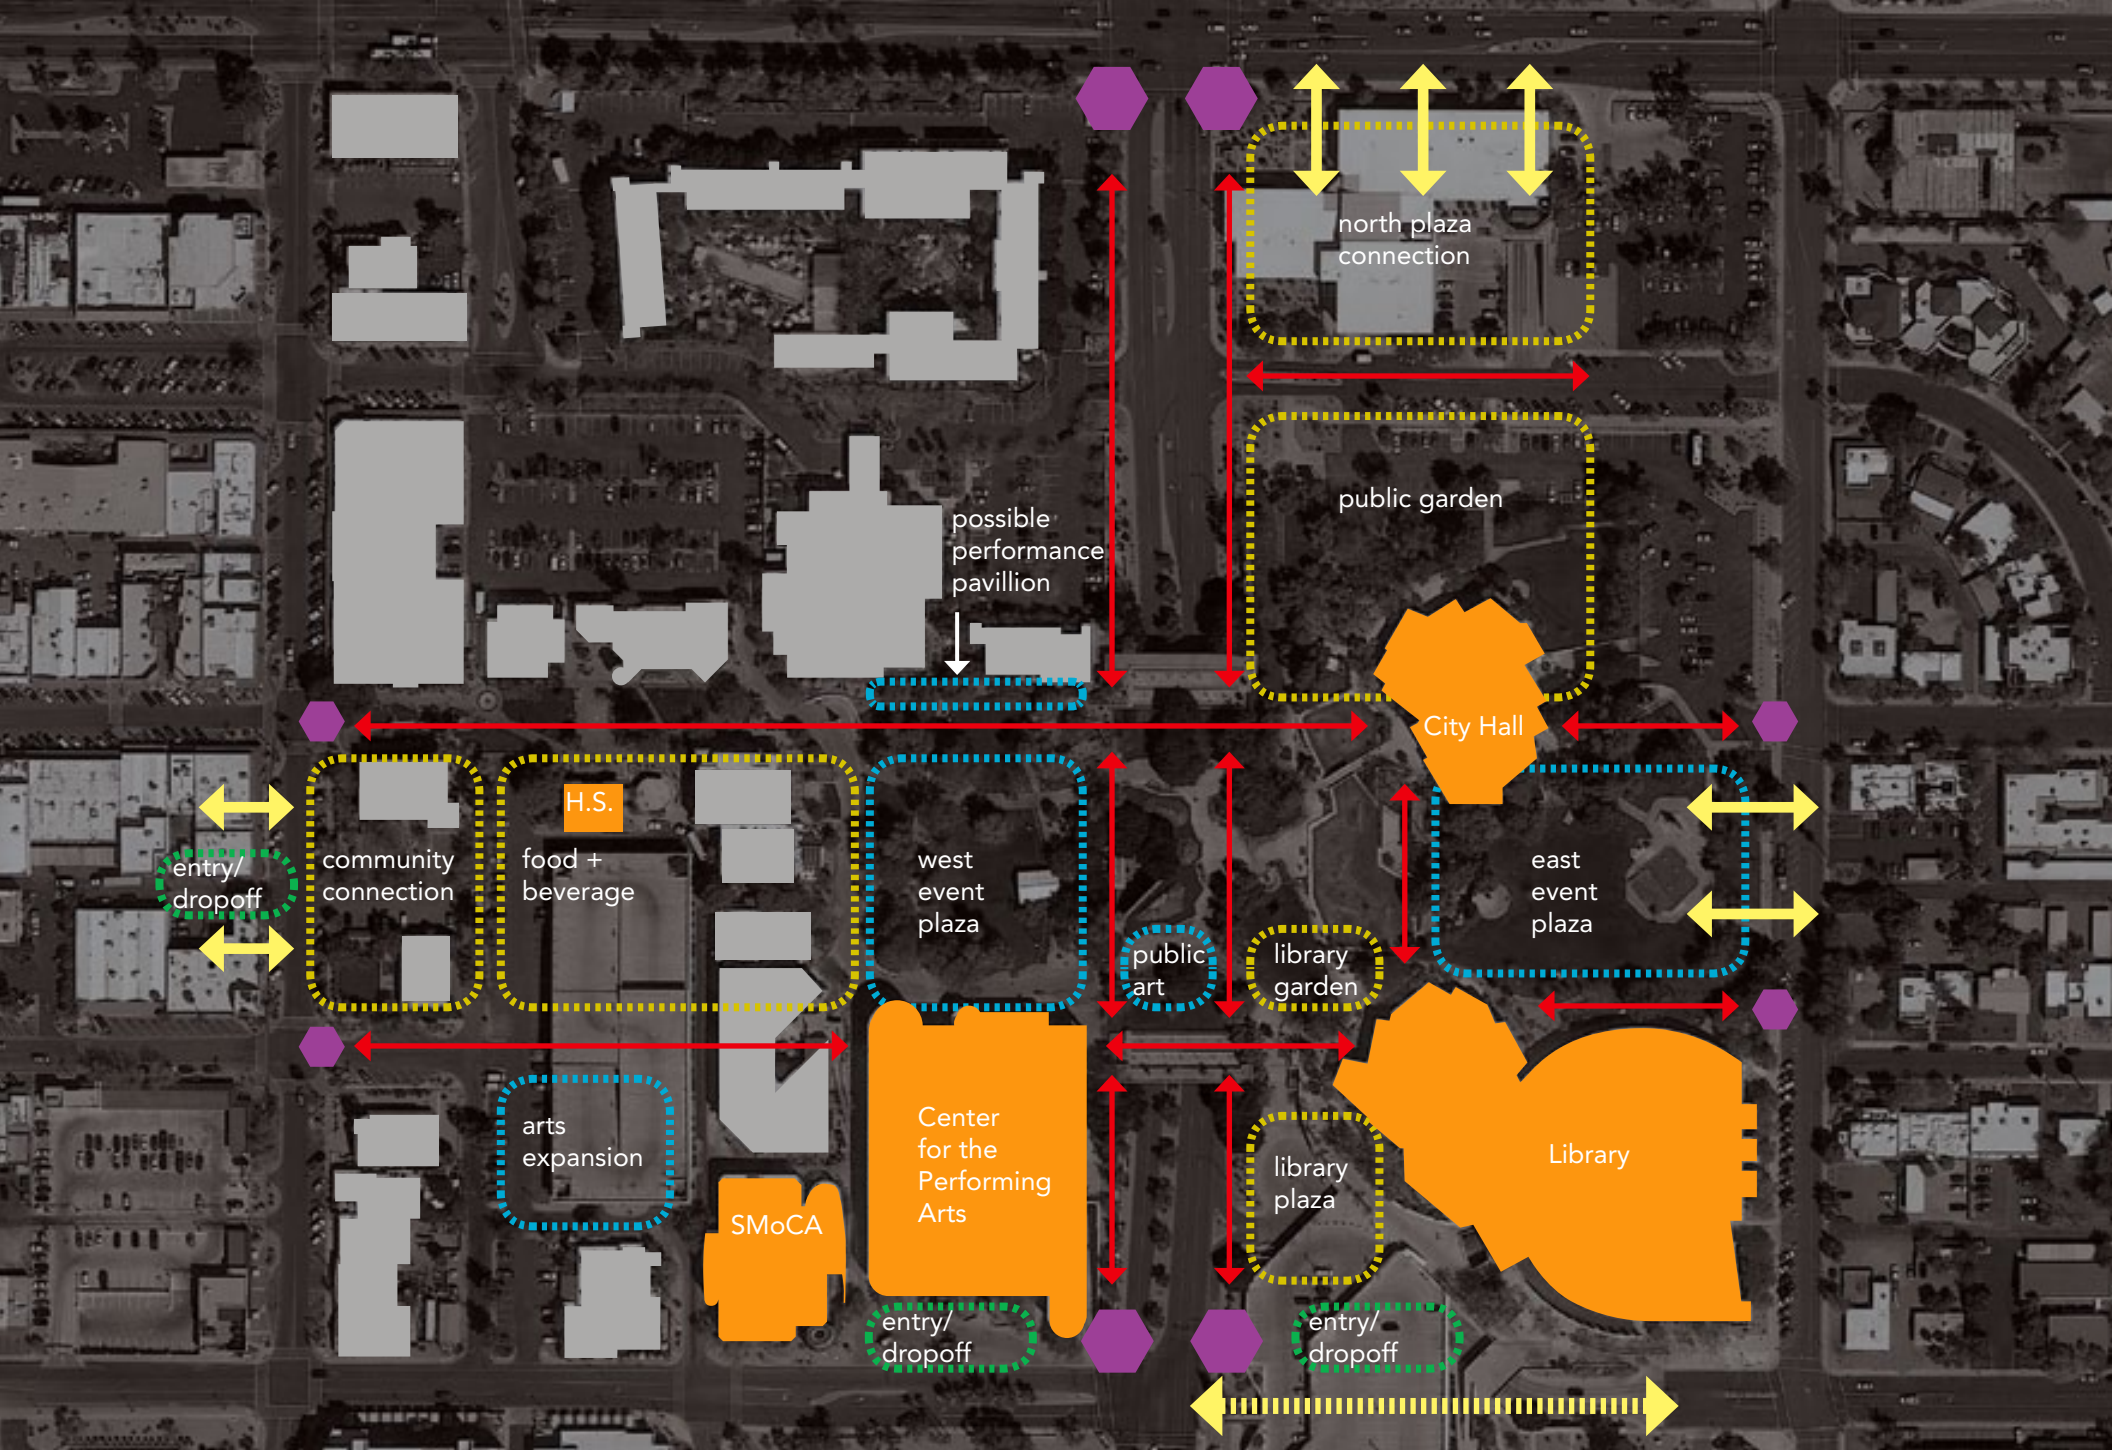 north plaza
connection
public garden
possible
performance
pavillion
City Hall
H.S.
entry/
dropoff
community
connection
food +
beverage
west
event
plaza
east
event
plaza
public
art
library
garden
arts
expansion
Center
for the
Performing
Arts
Library
library
plaza
SMoCA
entry/
dropoff
entry/
dropoff